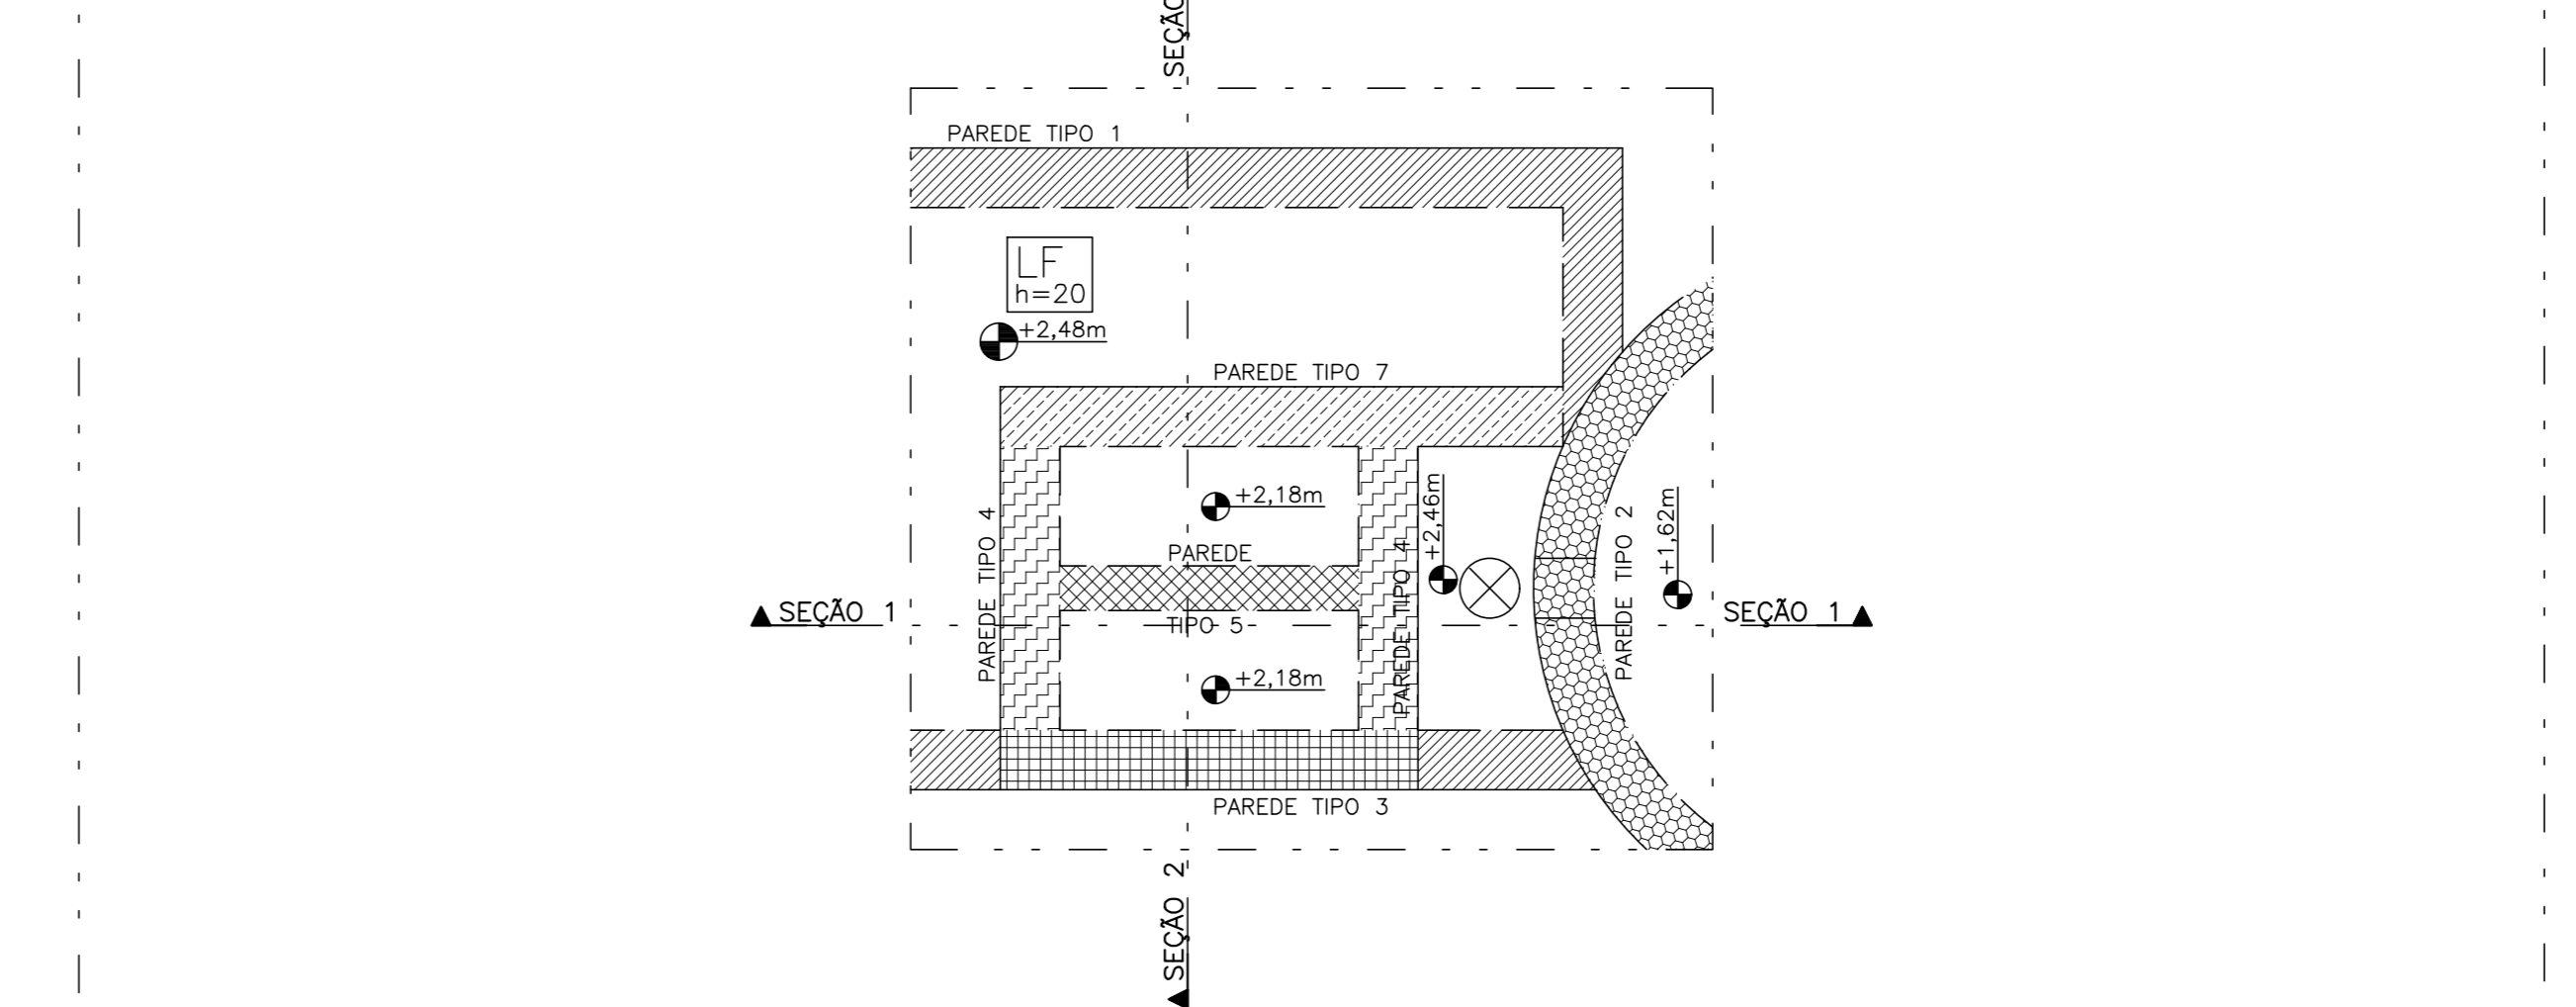 SEÇÃO
PAREDE TIPO 1
LF
h=20
+2,48m
PAREDE TIPO 7
+2,18m
+2,46m
PAREDE TIPO 4
PAREDE
TIPO 5
PAREDE TIPO 4
+1,62m
PAREDE TIPO 2
SEÇÃO 1
SEÇÃO 1
+2,18m
PAREDE TIPO 3
SEÇÃO 2